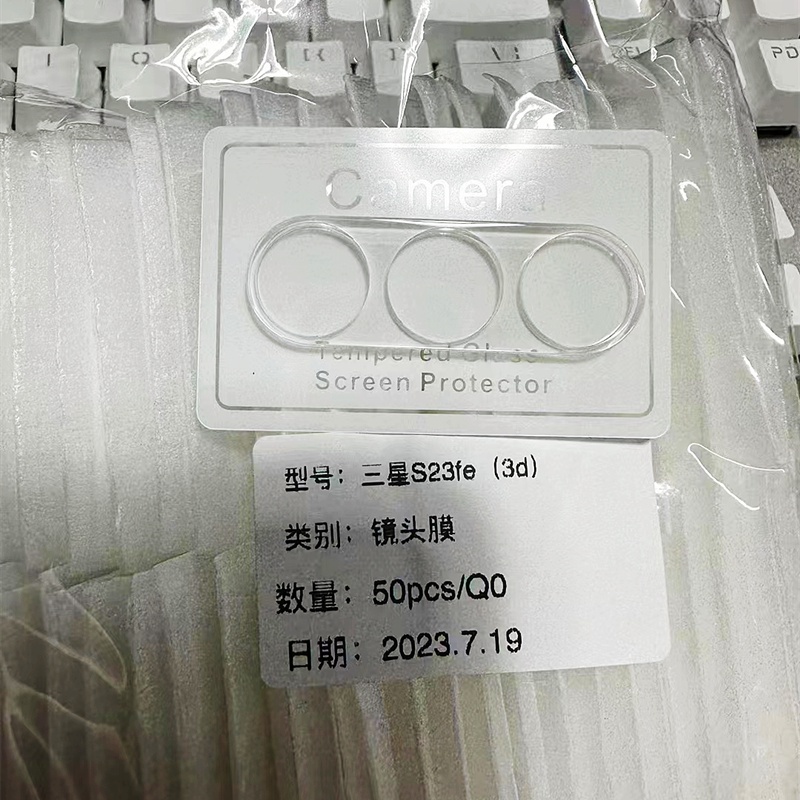 I
O
PD
Camera
Tempered Glass
Screen Protector
型号：三星S23fe（3d）
类别：镜头膜
数量：50pcs/Q0
日期：2023.7.19